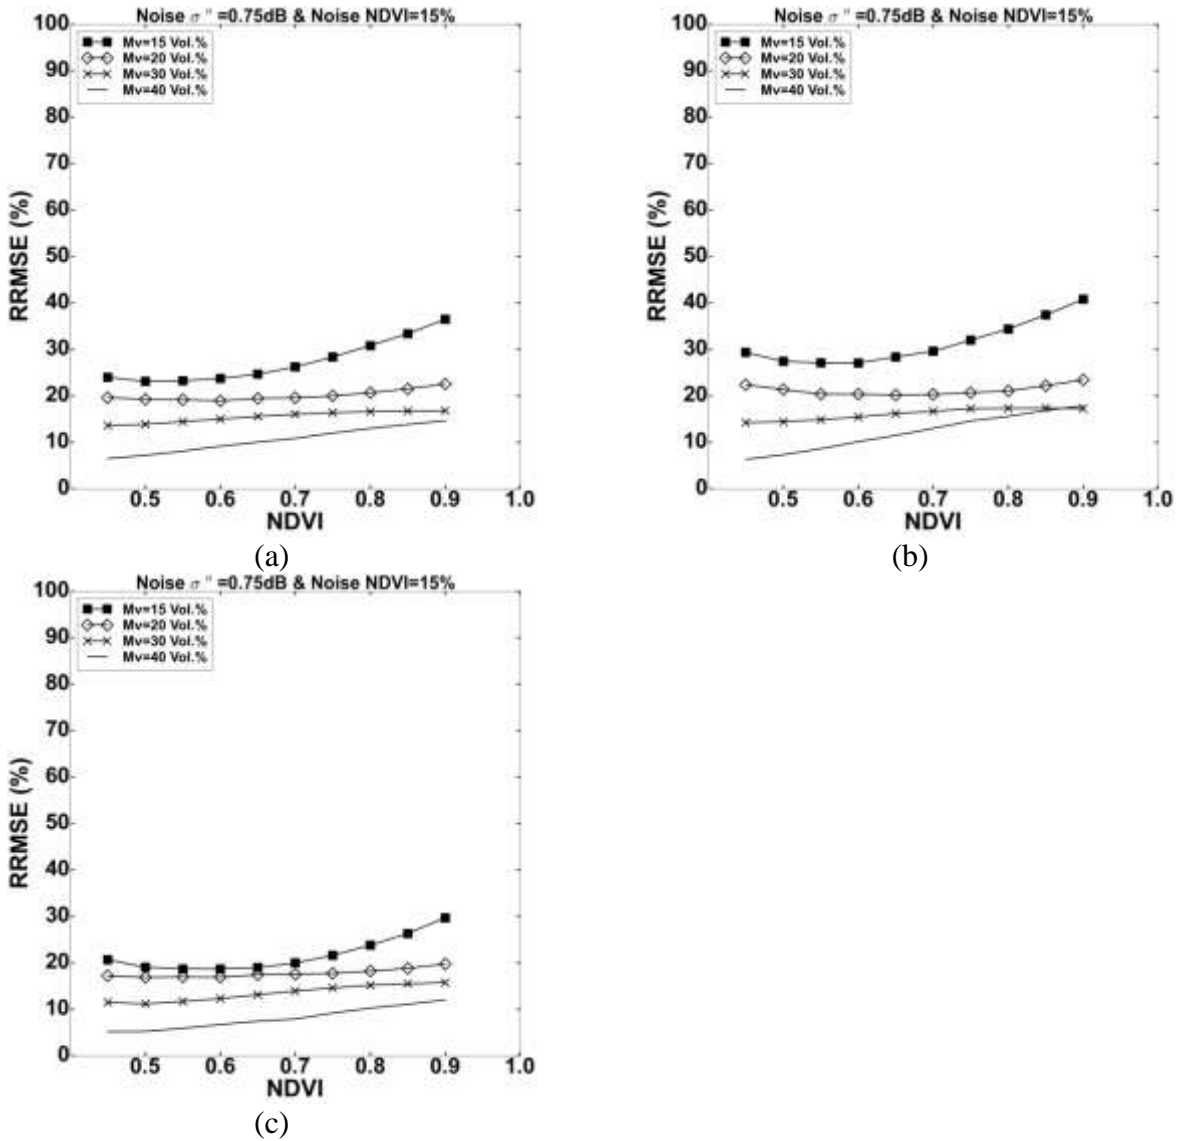 Noise σ°=0.75dB & Noise NDVI=15%
Mv=15 Vol.%
Mv=20 Vol.%
Mv=30 Vol.%
Mv=40 Vol.%
100
90
80
70
60
50
40
30
20
10
0
RRMSE (%)
0.5 0.6 0.7 0.8 0.9 1.0
NDVI
(a)
Noise σ°=0.75dB & Noise NDVI=15%
Mv=15 Vol.%
Mv=20 Vol.%
Mv=30 Vol.%
Mv=40 Vol.%
100
90
80
70
60
50
40
30
20
10
0
RRMSE (%)
0.5 0.6 0.7 0.8 0.9 1.0
NDVI
(b)
Noise σ°=0.75dB & Noise NDVI=15%
Mv=15 Vol.%
Mv=20 Vol.%
Mv=30 Vol.%
Mv=40 Vol.%
100
90
80
70
60
50
40
30
20
10
0
RRMSE (%)
0.5 0.6 0.7 0.8 0.9 1.0
NDVI
(c)